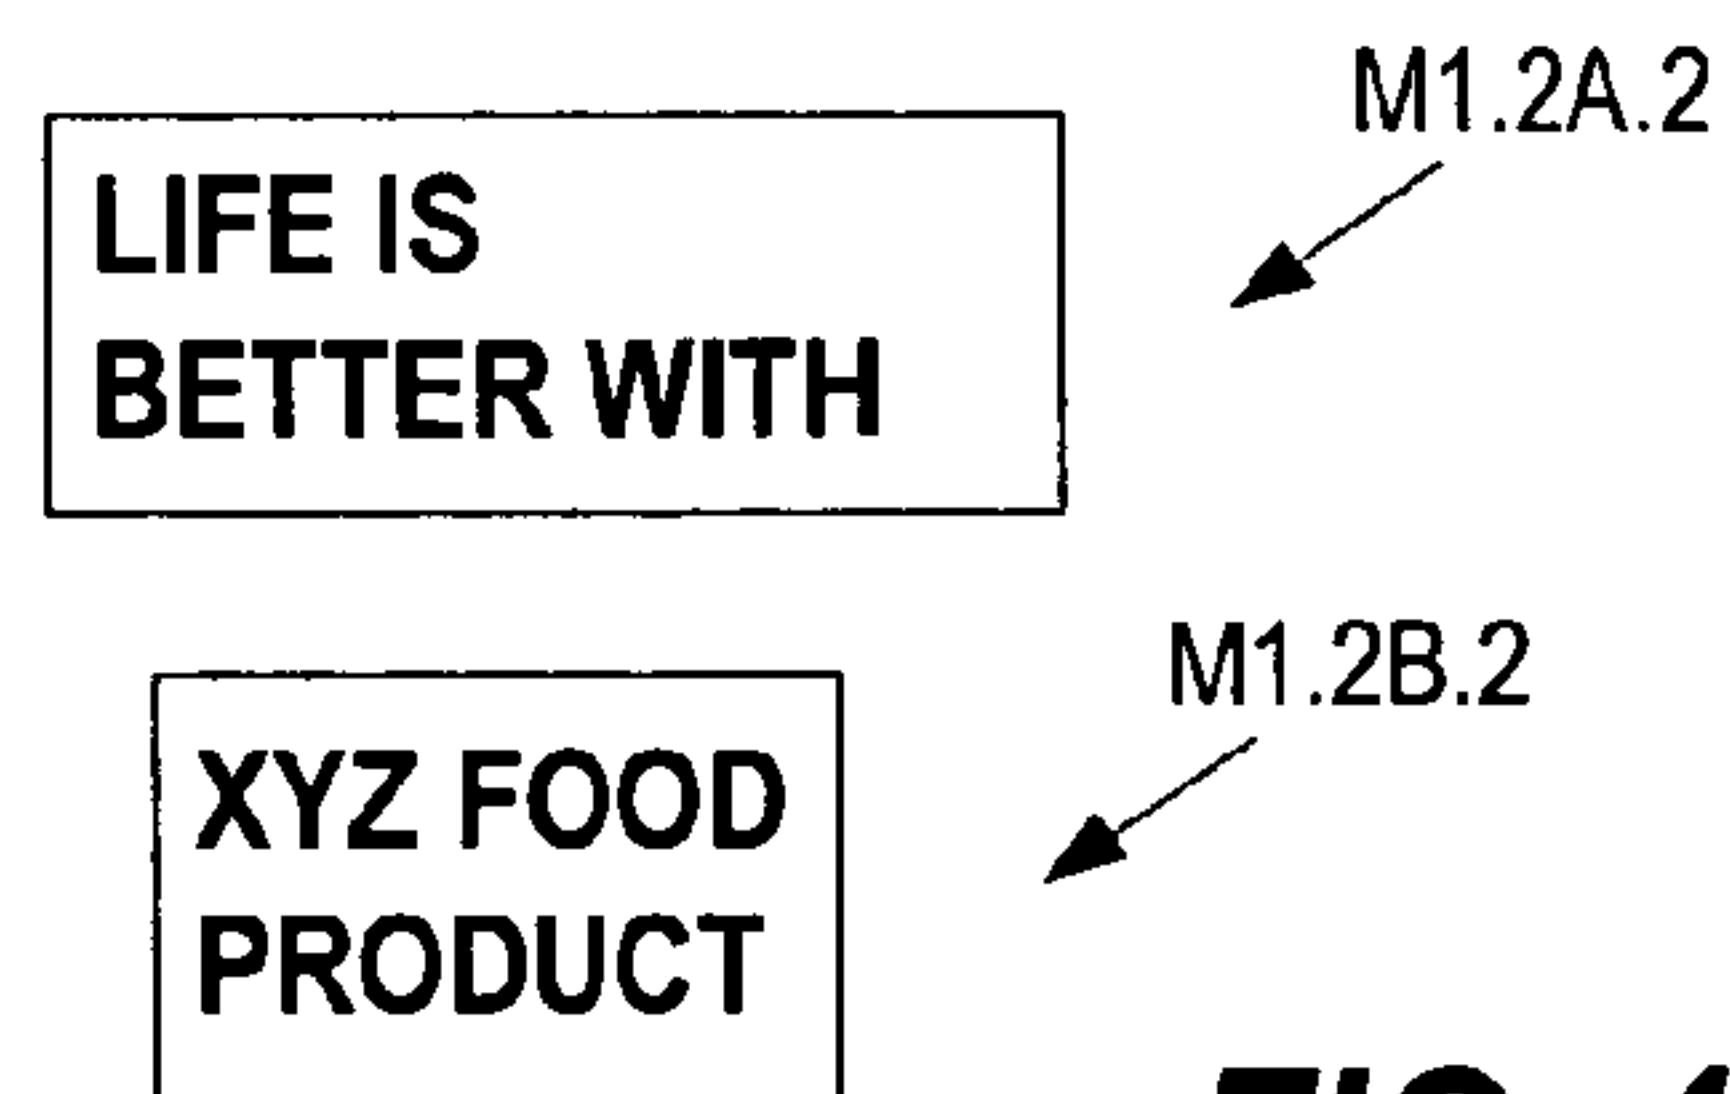 M1.2A.2
LIFE IS
BETTER WITH
M1.2B.2
XYZ FOOD
PRODUCT